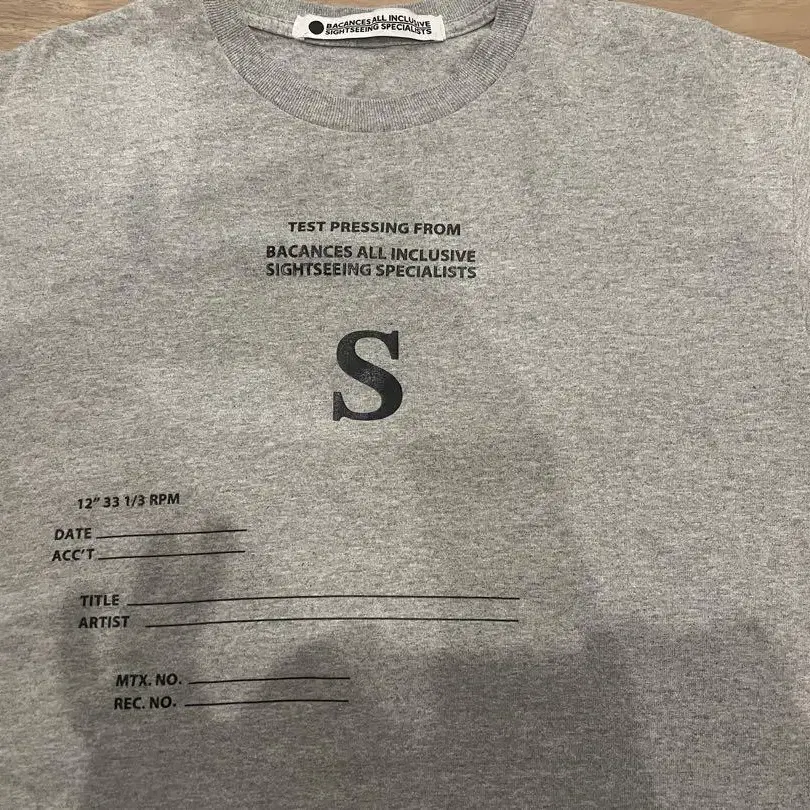 BACANCES ALL INCLUSIVE
SIGHTSEEING SPECIALISTS
TEST PRESSING FROM
BACANCES ALL INCLUSIVE
SIGHTSEEING SPECIALISTS
S
12" 33 1/3 RPM
DATE
ACC'T
TITLE
ARTIST
MTX. NO.
REC. NO.